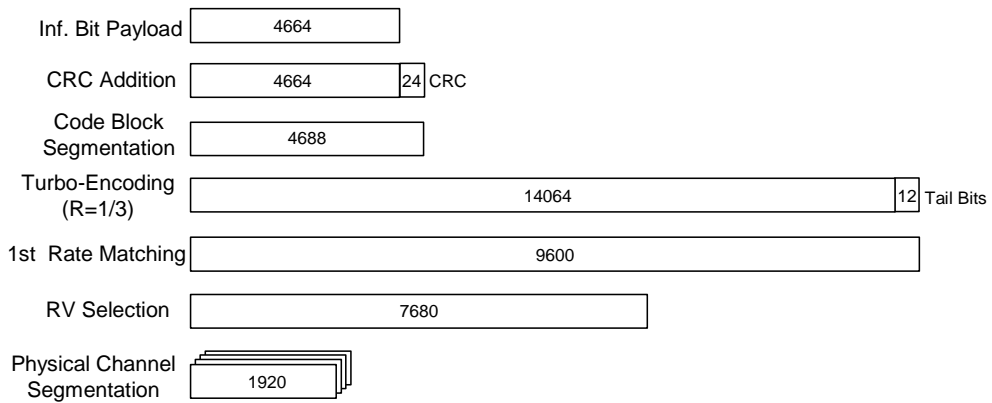 Inf. Bit Payload 4664
CRC Addition 4664 24 CRC
Code Block
Segmentation 4688
Turbo-Encoding
(R=1/3) 14064 12 Tail Bits
1st Rate Matching 9600
RV Selection 7680
Physical Channel
Segmentation 1920